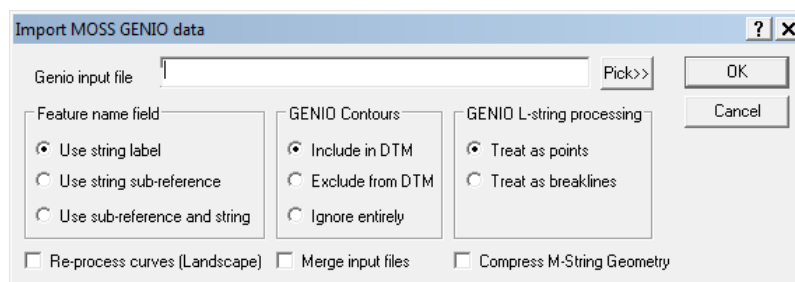 Import MOSS GENIO data
?
X
Genio input file
Pick>>
OK
Cancel
Feature name field
Use string label
Use string sub-reference
Use sub-reference and string
GENIO Contours
Include in DTM
Exclude from DTM
Ignore entirely
GENIO L-string processing
Treat as points
Treat as breaklines
Re-process curves (Landscape)
Merge input files
Compress M-String Geometry